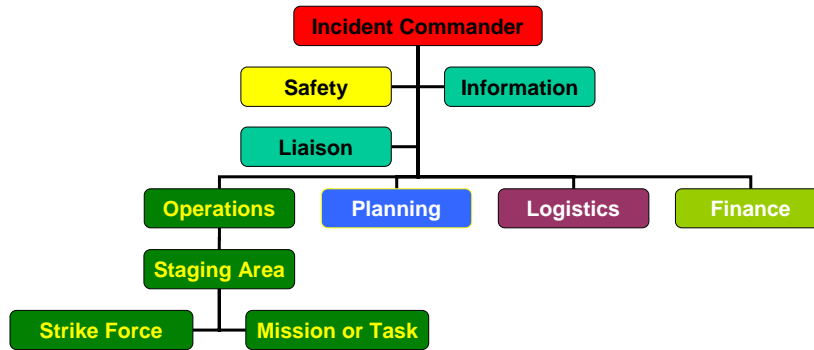 Incident Commander
Safety
Information
Liaison
Operations
Planning
Logistics
Finance
Staging Area
Strike Force
Mission or Task